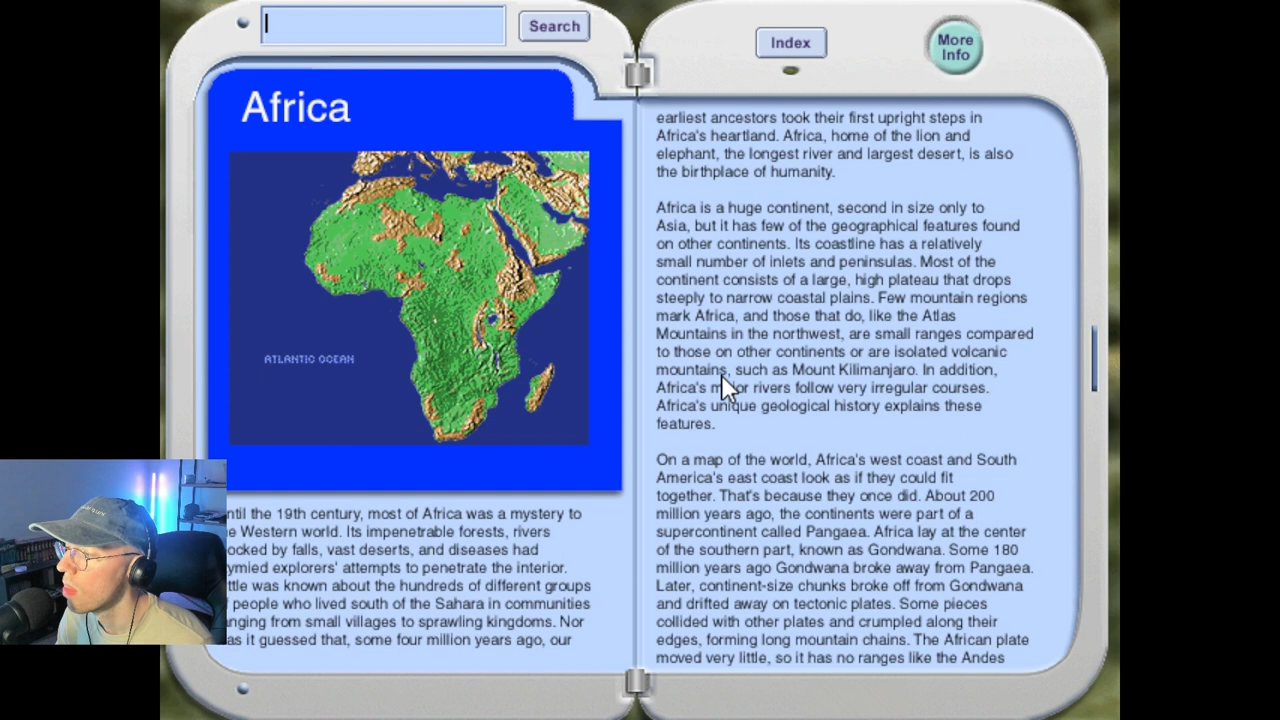 Search
Index
More
Info
Africa
ATLANTIC OCEAN
ntil the 19th century, most of Africa was a mystery to
e Western world. Its impenetrable forests, rivers
ocked by falls, vast deserts, and diseases had
ymied explorers' attempts to penetrate the interior.
ttle was known about the hundreds of different groups
people who lived south of the Sahara in communities
anging from small villages to sprawling kingdoms. Nor
as it guessed that, some four million years ago, our
earliest ancestors took their first upright steps in
Africa's heartland. Africa, home of the lion and
elephant, the longest river and largest desert, is also
the birthplace of humanity.
Africa is a huge continent, second in size only to
Asia, but it has few of the geographical features found
on other continents. Its coastline has a relatively
small number of inlets and peninsulas. Most of the
continent consists of a large, high plateau that drops
steeply to narrow coastal plains. Few mountain regions
mark Africa, and those that do, like the Atlas
Mountains in the northwest, are small ranges compared
to those on other continents or are isolated volcanic
mountains, such as Mount Kilimanjaro. In addition,
Africa's major rivers follow very irregular courses.
Africa's unique geological history explains these
features.
On a map of the world, Africa's west coast and South
America's east coast look as if they could fit
together. That's because they once did. About 200
million years ago, the continents were part of a
supercontinent called Pangaea. Africa lay at the center
of the southern part, known as Gondwana. Some 180
million years ago Gondwana broke away from Pangaea.
Later, continent-size chunks broke off from Gondwana
and drifted away on tectonic plates. Some pieces
collided with other plates and crumpled along their
edges, forming long mountain chains. The African plate
moved very little, so it has no ranges like the Andes